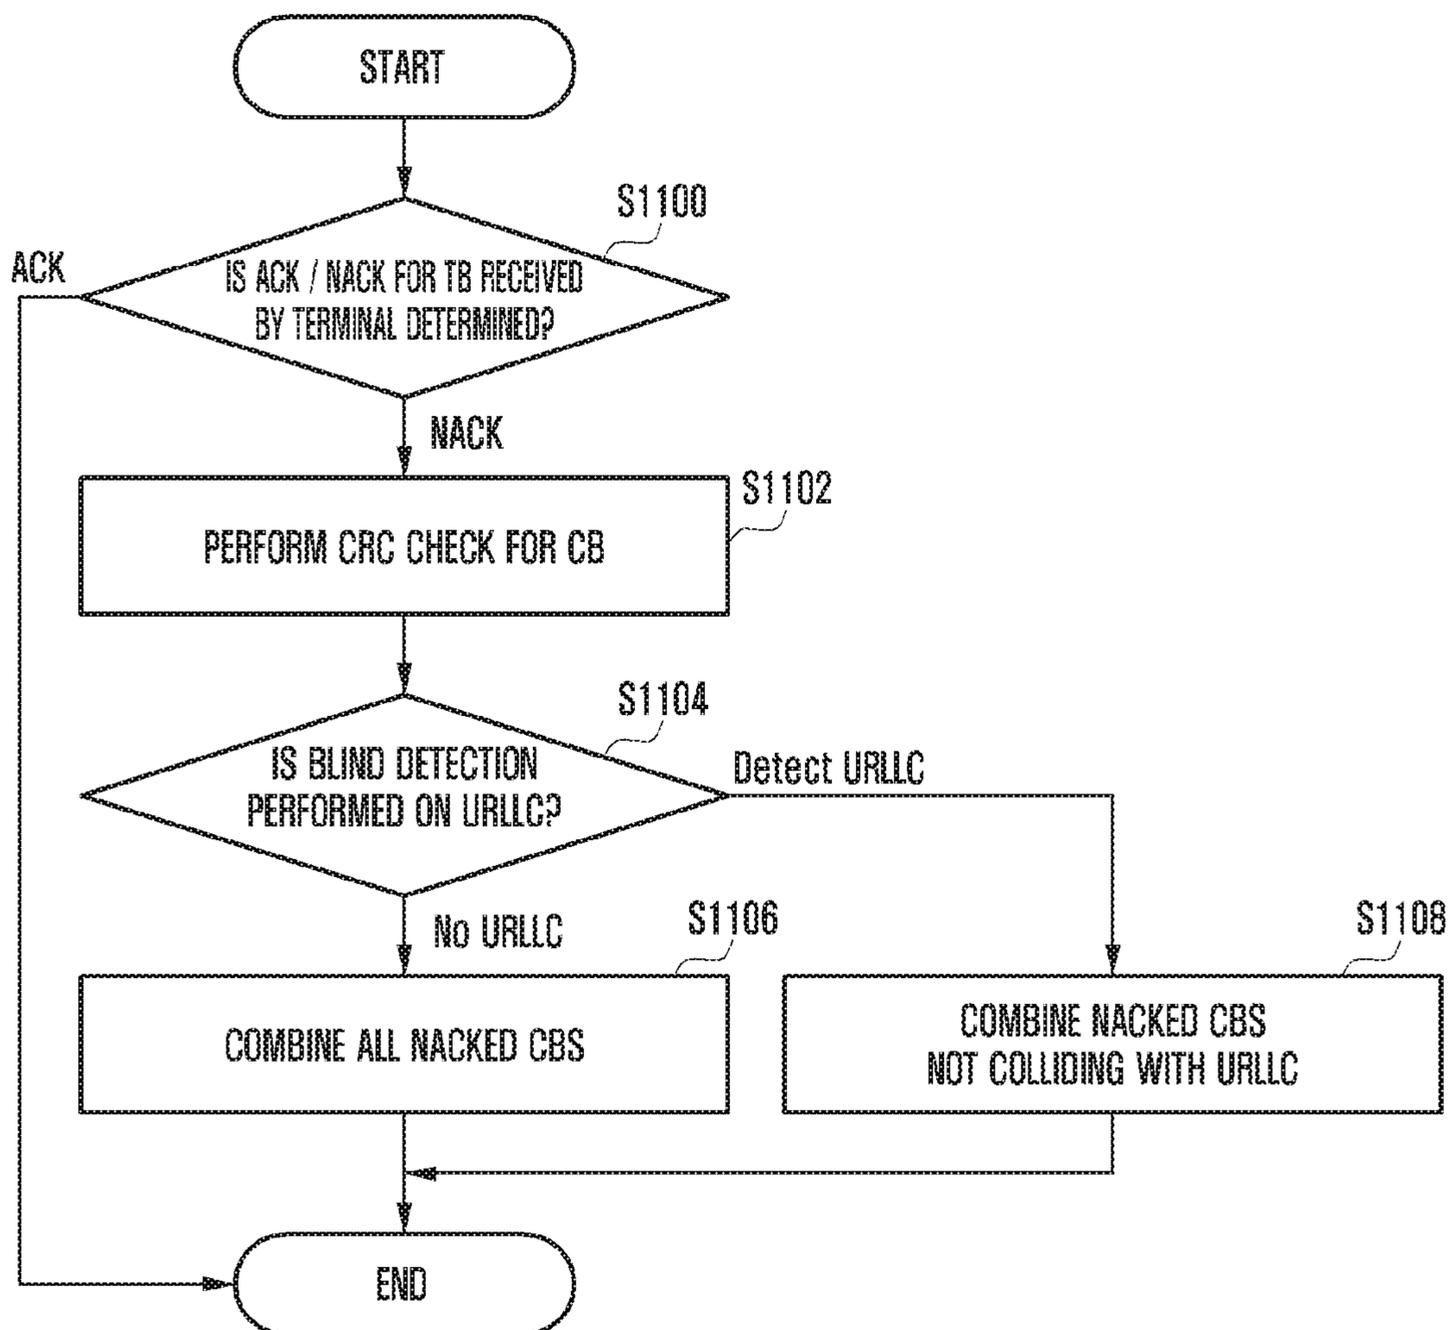 START
S1100
ACK
IS ACK / NACK FOR TB RECEIVED
BY TERMINAL DETERMINED?
NACK
S1102
PERFORM CRC CHECK FOR CB
S1104
IS BLIND DETECTION
PERFORMED ON URLLC?
Detect URLLC
No URLLC
S1106
S1108
COMBINE ALL NACKED CBS
COMBINE NACKED CBS
NOT COLLIDING WITH URLLC
END